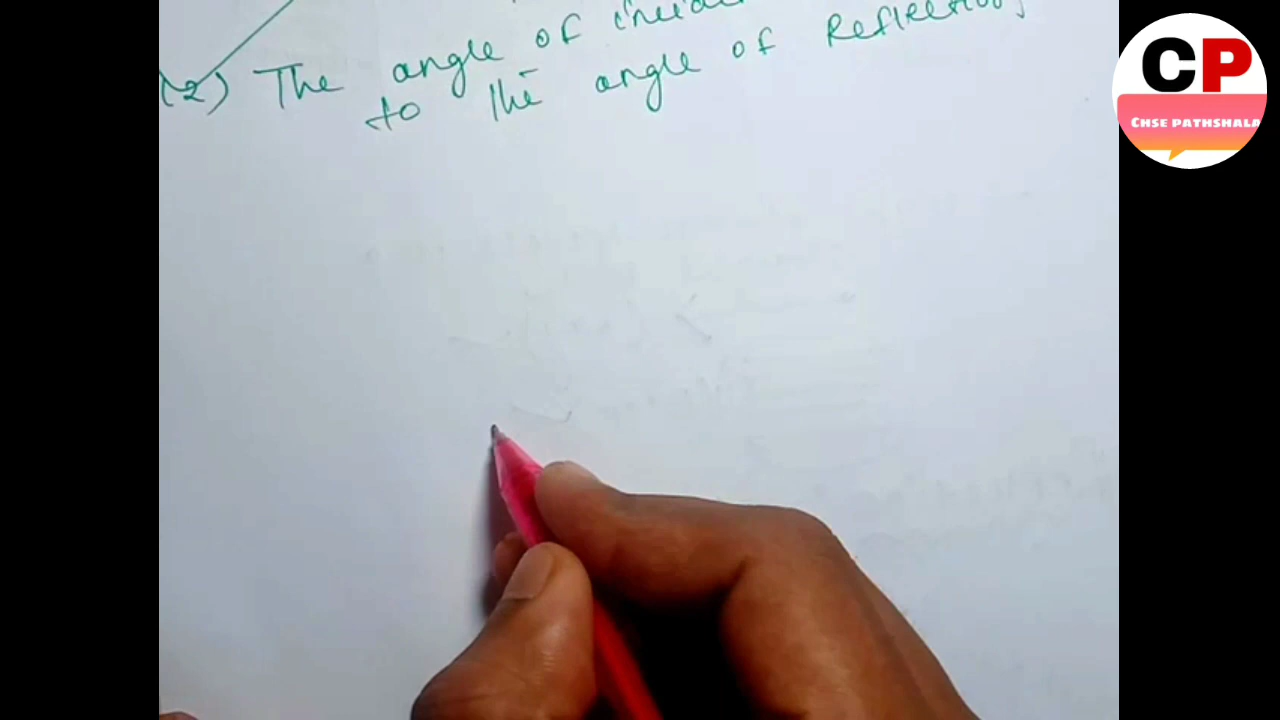 (2) The angle of
to the angle of Reflection,
CP
CHSE PATHSHALA